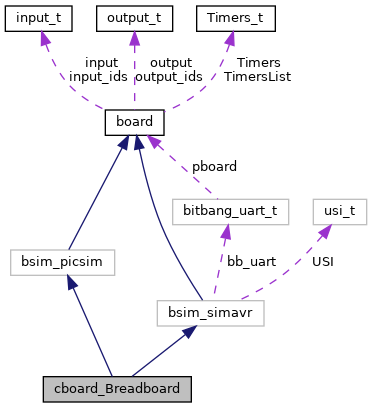 input_t
output_t
Timers_t
input
input_ids
output
output_ids
Timers
TimersList
board
pboard
bitbang_uart_t
usi_t
bsim_picsim
bb_uart
USI
bsim_simavr
cboard_Breadboard